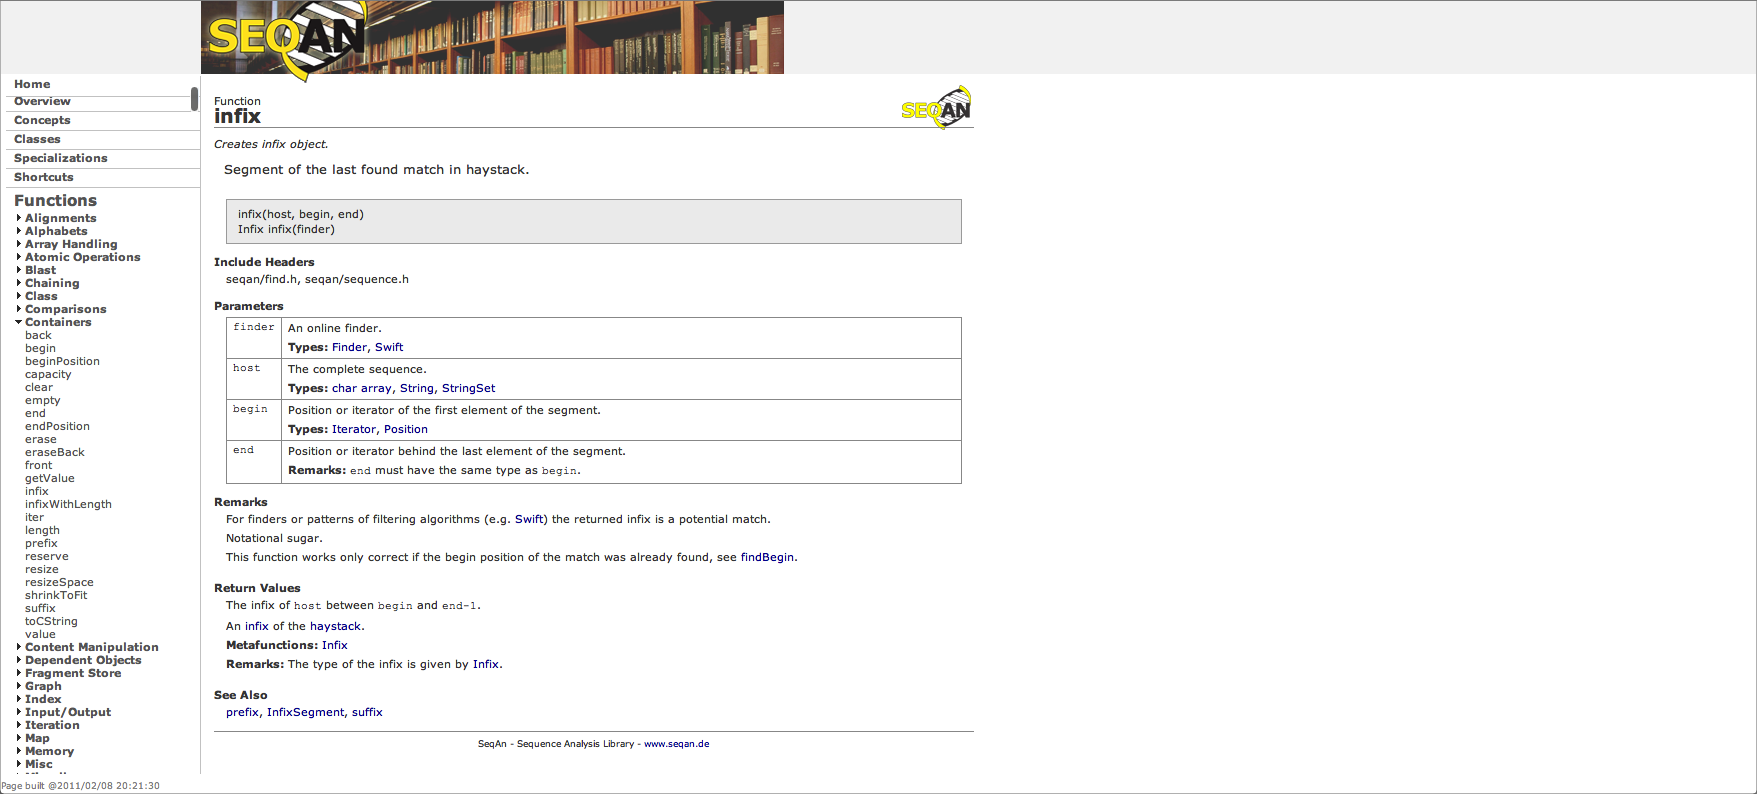 SEQAN
Home
Overview
Concepts
Classes
Specializations
Shortcuts
Functions
Alignments
Alphabets
Array Handling
Atomic Operations
Blast
Chaining
Class
Comparisons
Containers
back
begin
beginPosition
capacity
clear
empty
end
endPosition
erase
eraseBack
front
getValue
infix
infixWithLength
iter
length
prefix
reserve
resize
resizeSpace
shrinkToFit
suffix
toCString
value
Content Manipulation
Dependent Objects
Fragment Store
Graph
Index
Input/Output
Iteration
Map
Memory
Misc
Page built @2011/02/08 20:21:30
Function
infix
SEQAN
Creates infix object.
Segment of the last found match in haystack.
infix(host, begin, end)
Infix infix(finder)
Include Headers
seqan/find.h, seqan/sequence.h
Parameters
finder An online finder.
Types: Finder, Swift
host The complete sequence.
Types: char array, String, StringSet
begin Position or iterator of the first element of the segment.
Types: Iterator, Position
end Position or iterator behind the last element of the segment.
Remarks: end must have the same type as begin.
Remarks
For finders or patterns of filtering algorithms (e.g. Swift) the returned infix is a potential match.
Notational sugar.
This function works only correct if the begin position of the match was already found, see findBegin.
Return Values
The infix of host between begin and end-1.
An infix of the haystack.
Metafunctions: Infix
Remarks: The type of the infix is given by Infix.
See Also
prefix, InfixSegment, suffix
SeqAn - Sequence Analysis Library - www.seqan.de